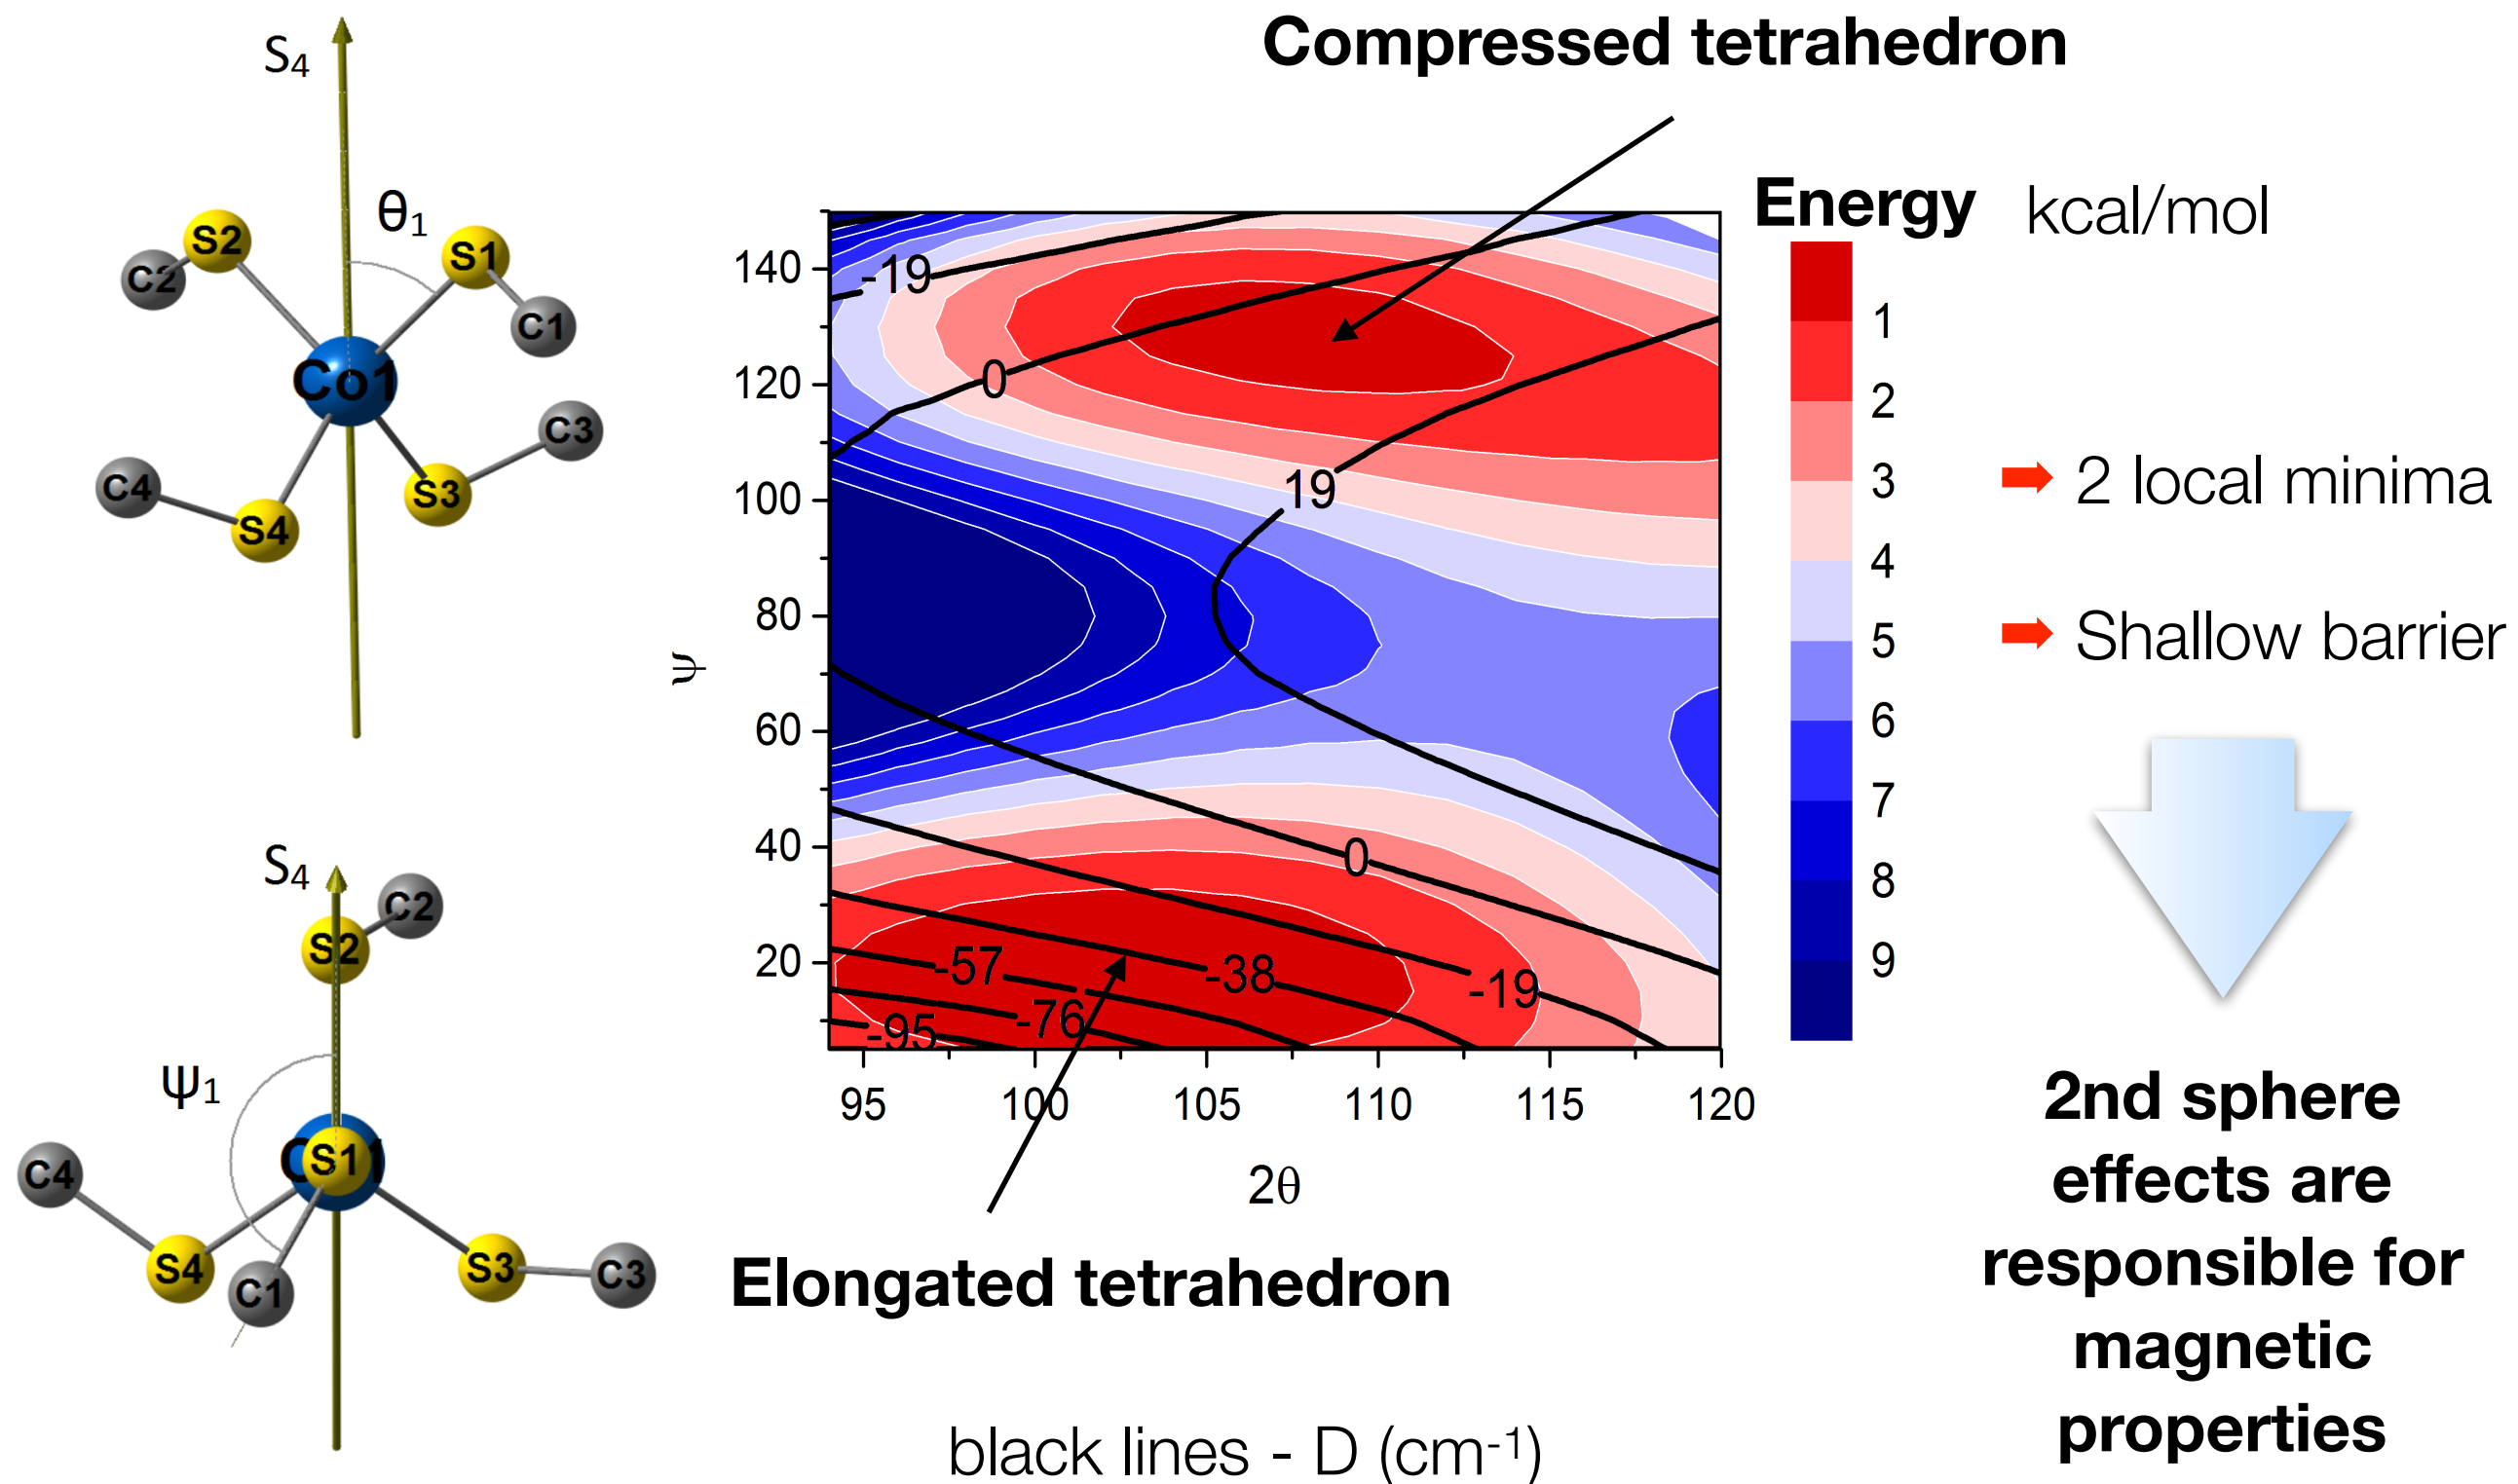 Compressed tetrahedron
S4
θ1
S2
S1
C2
C1
Co1
C3
C4
S3
S4
Energy kcal/mol
140
120
100
80
60
40
20
ψ
-19
0
19
0
-57
-38
-19
-76
-95
95
100
105
110
115
120
2θ
1
2
3
4
5
6
7
8
9
2 local minima
Shallow barrier
S4
C2
S2
ψ1
S1
C4
S4
C1
S3
C3
Elongated tetrahedron
black lines - D (cm-1)
2nd sphere
effects are
responsible for
magnetic
properties